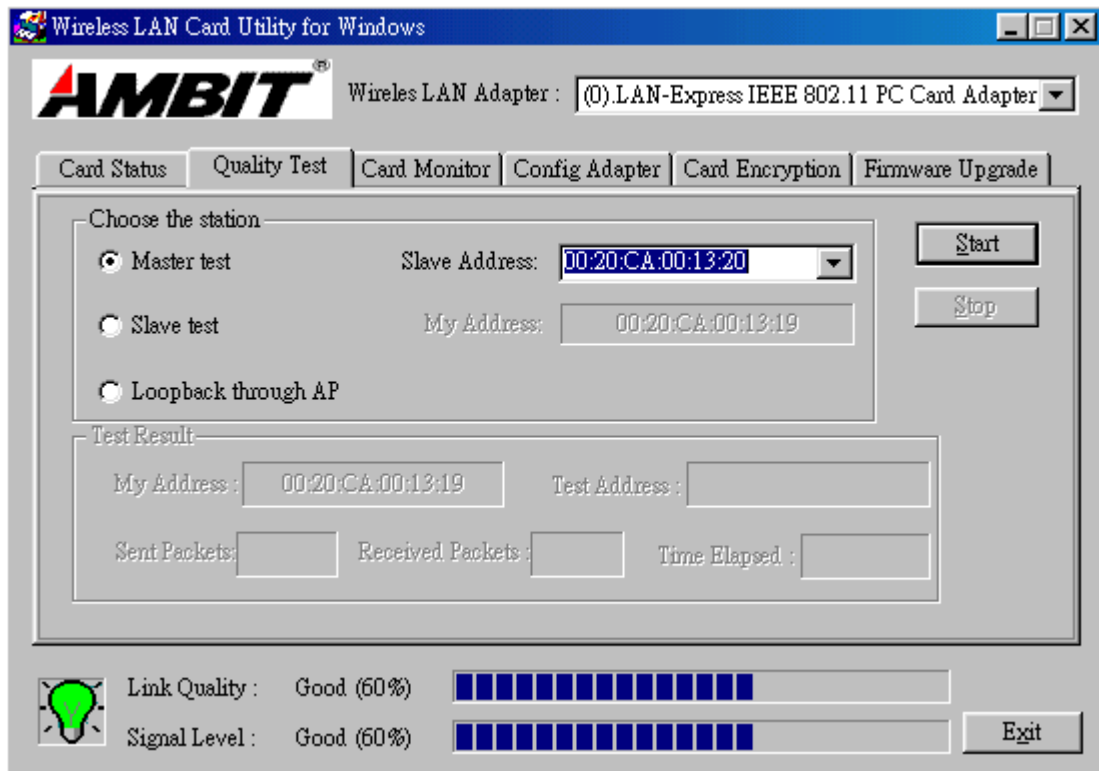 Wireless LAN Card Utility for Windows
AMBIT®
Wireles LAN Adapter : (0).LAN-Express IEEE 802.11 PC Card Adapter
Card Status Quality Test Card Monitor Config Adapter Card Encryption Firmware Upgrade
Choose the station
Master test Slave Address: 00:20:CA:00:13:20 Start
Slave test My Address: 00:20:CA:00:13:19 Stop
Loopback through AP
Test Result
My Address : 00:20:CA:00:13:19 Test Address :
Sent Packets: Received Packets : Time Elapsed :
Link Quality : Good (60%)
Signal Level : Good (60%) Exit